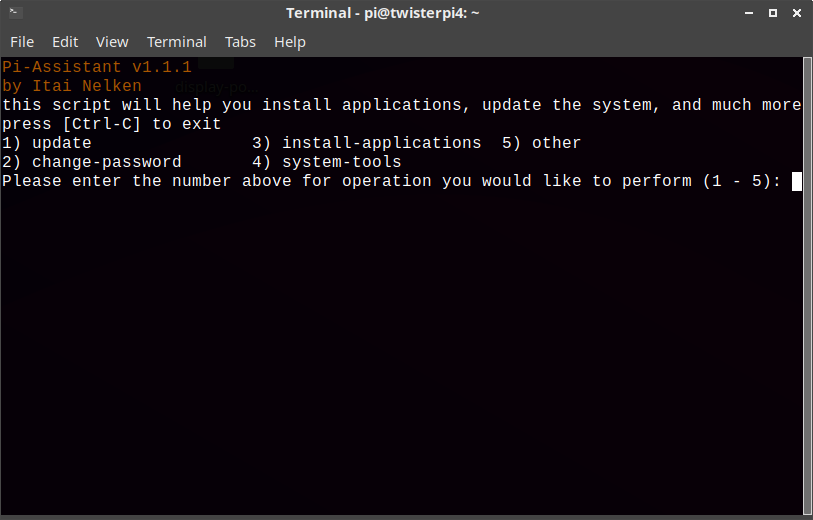 Terminal - pi@twisterpi4: ~
File Edit View Terminal Tabs Help
Pi-Assistant v1.1.1
display-po...
by Itai Nelken
this script will help you install applications, update the system, and much more
press [Ctrl-C] to exit
1) update 3) install-applications 5) other
2) change-password 4) system-tools
Please enter the number above for operation you would like to perform (1 - 5):